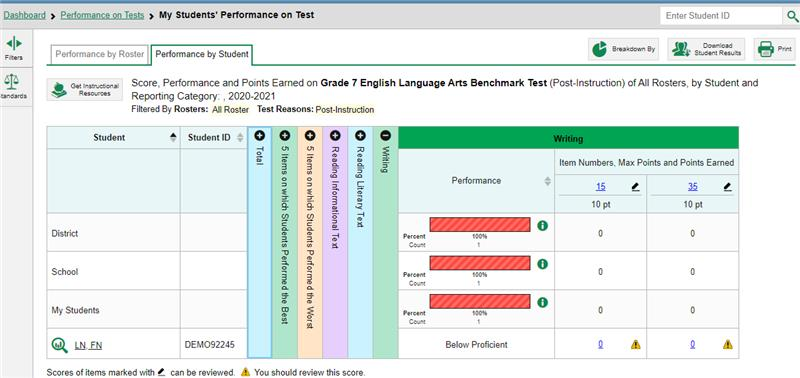 Dashboard > Performance on Tests > My Students' Performance on Test
Enter Student ID
Filters
Standards
Performance by Roster
Performance by Student
Breakdown By
Download
Student Results
Print
Get Instructional
Resources
Score, Performance and Points Earned on Grade 7 English Language Arts Benchmark Test (Post-Instruction) of All Rosters, by Student and
Reporting Category: , 2020-2021
Filtered By Rosters: All Roster Test Reasons: Post-Instruction
Student
Student ID
Total
5 Items on which Students Performed the Best
5 Items on which Students Performed the Worst
Reading Informational Text
Reading Literary Text
Writing
Writing
Performance
Item Numbers, Max Points and Points Earned
15 35
10 pt 10 pt
District
Percent 100%
Count 1
0 0
School
Percent 100%
Count 1
0 0
My Students
Percent 100%
Count 1
0 0
LN, FN DEMO92245 Below Proficient 0 0
Scores of items marked with can be reviewed. You should review this score.